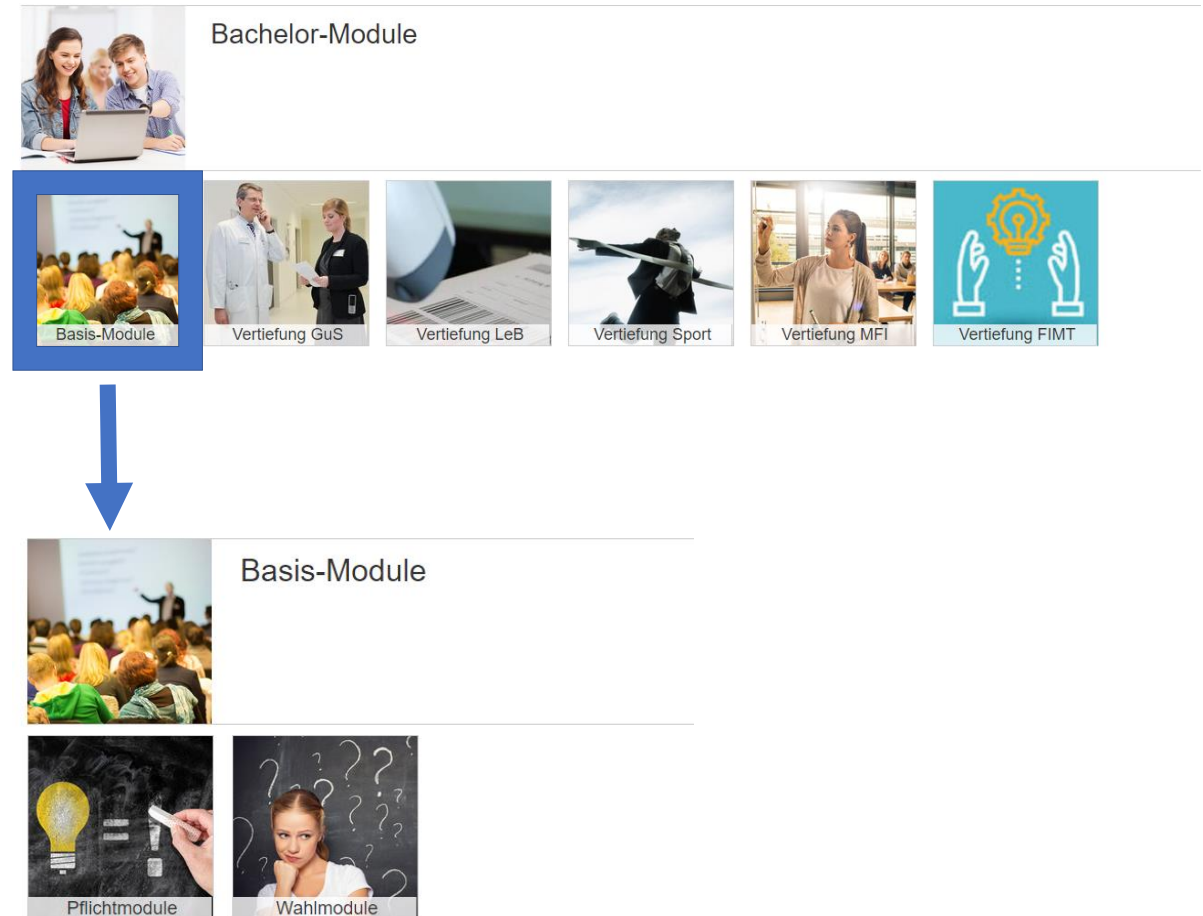 Bachelor-Module
Basis-Module
Vertiefung GuS
Vertiefung LeB
Vertiefung Sport
Vertiefung MFI
Vertiefung FIMT
Basis-Module
Pflichtmodule
Wahlmodule